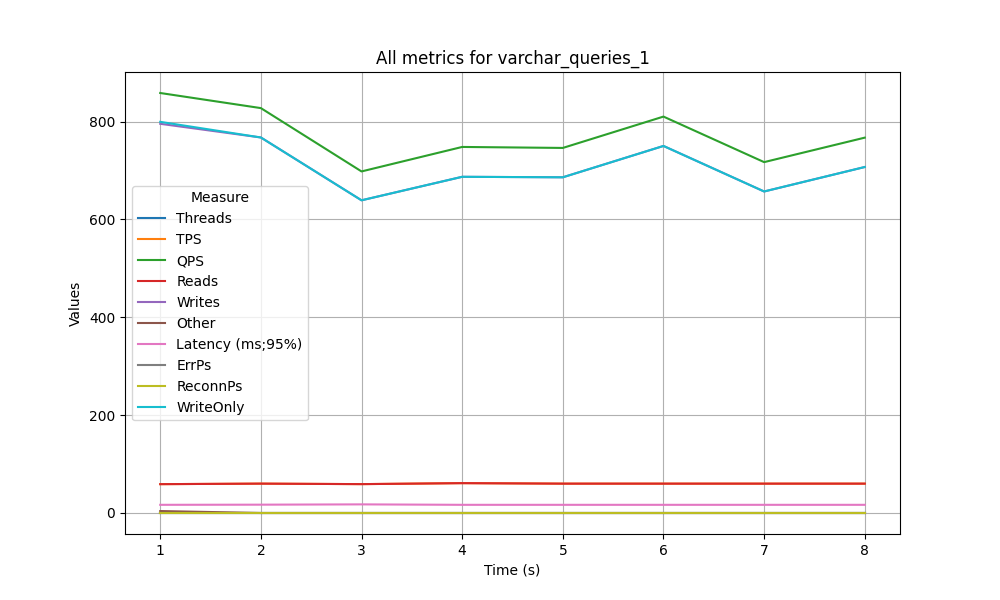 All metrics for varchar_queries_1
Values
800
600
400
200
0
Measure
Threads
TPS
QPS
Reads
Writes
Other
Latency (ms;95%)
ErrPs
ReconnPs
WriteOnly
1 2 3 4 5 6 7 8
Time (s)